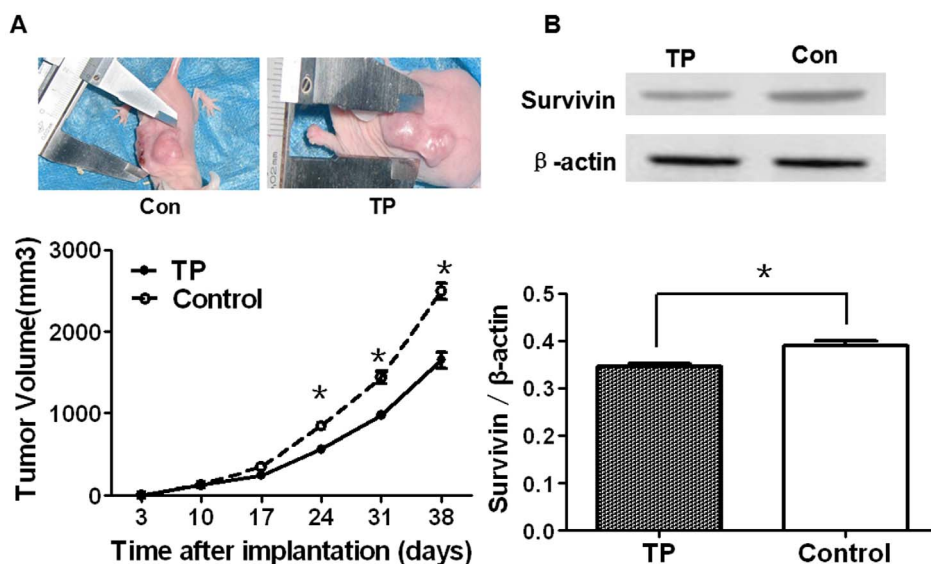 A
Con
TP
3000
2000
1000
0
Tumor Volume(mm3)
TP
Control
*
*
*
3 10 17 24 31 38
Time after implantation (days)
B
TP Con
Survivin
β-actin
*
0.5
0.4
0.3
0.2
0.1
0.0
Survivin / β-actin
TP Control